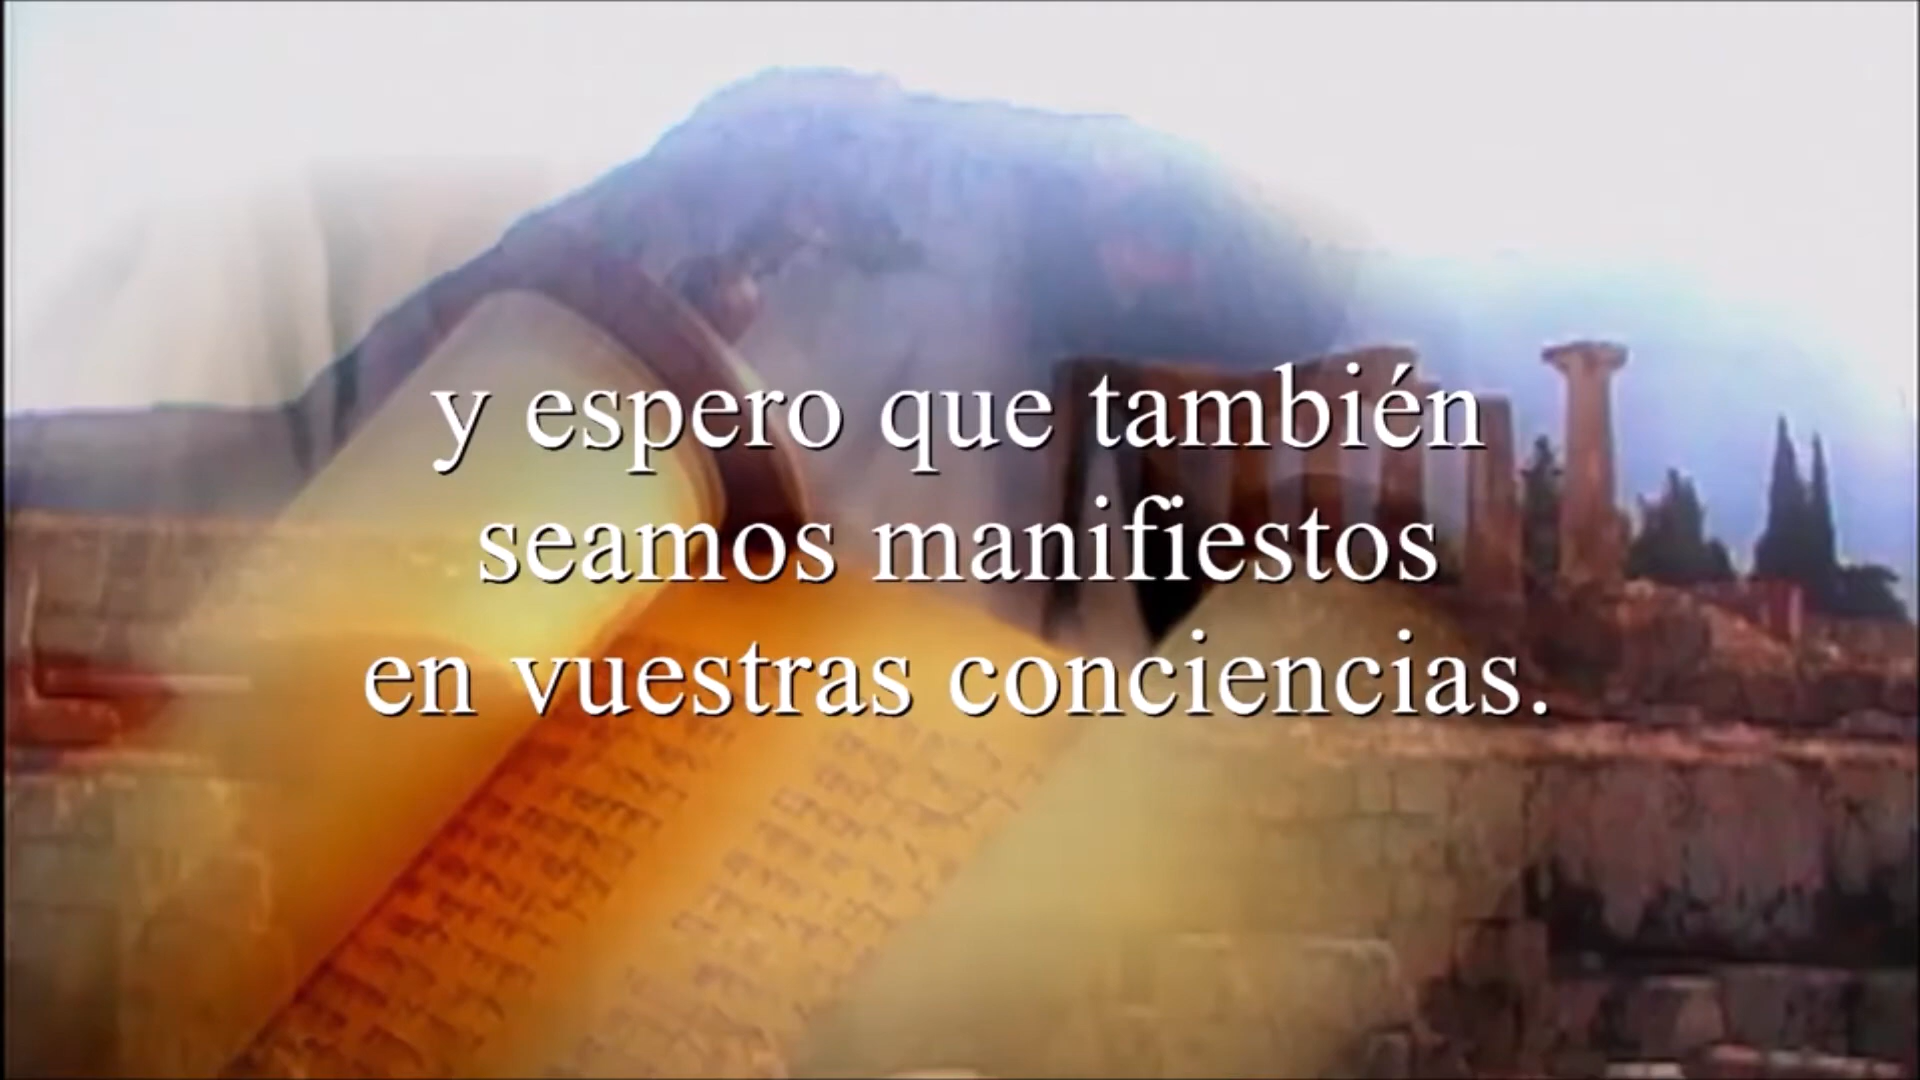 y espero que también
seamos manifiestos
en vuestras conciencias.